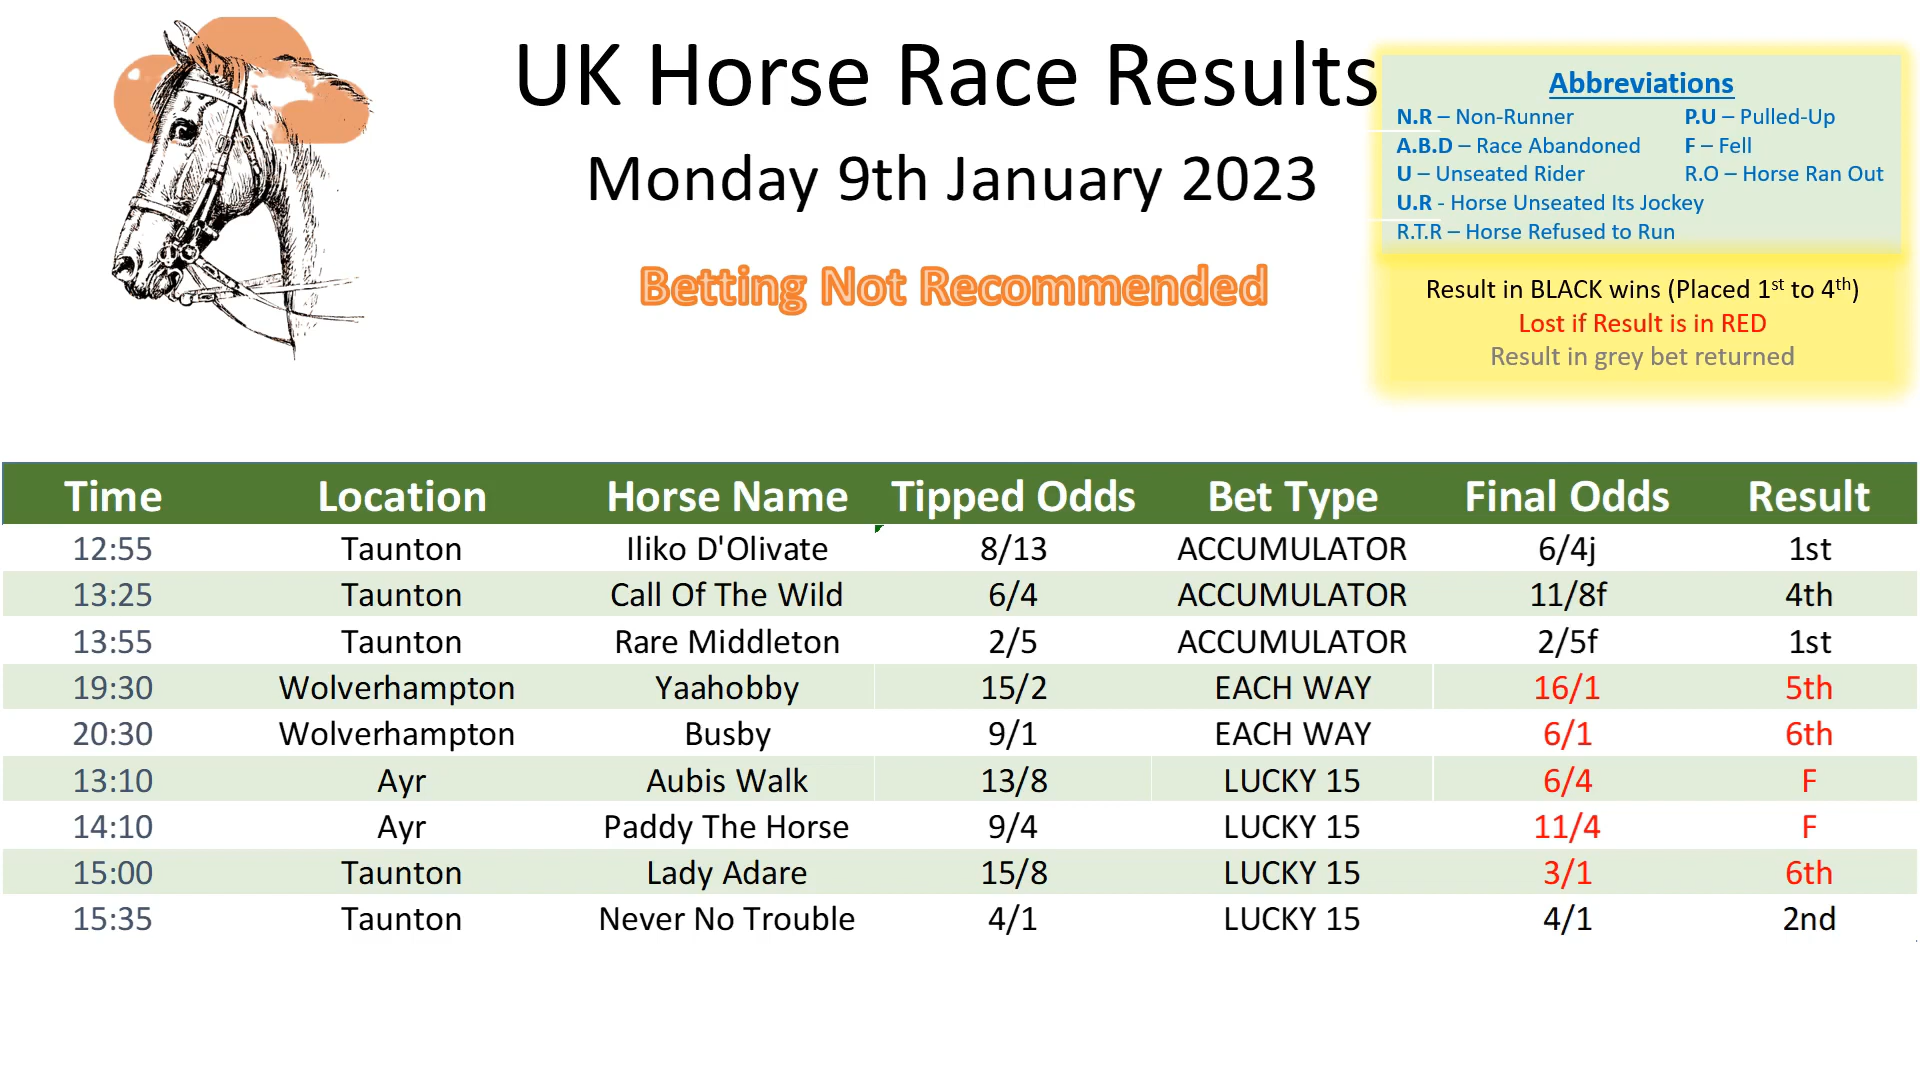 UK Horse Race Results
Monday 9th January 2023
Betting Not Recommended
Abbreviations
N.R – Non-Runner P.U – Pulled-Up
A.B.D – Race Abandoned F – Fell
U – Unseated Rider R.O – Horse Ran Out
U.R - Horse Unseated Its Jockey
R.T.R – Horse Refused to Run
Result in BLACK wins (Placed 1st to 4th)
Lost if Result is in RED
Result in grey bet returned
Time Location Horse Name Tipped Odds Bet Type Final Odds Result
12:55 Taunton Iliko D'Olivate 8/13 ACCUMULATOR 6/4j 1st
13:25 Taunton Call Of The Wild 6/4 ACCUMULATOR 11/8f 4th
13:55 Taunton Rare Middleton 2/5 ACCUMULATOR 2/5f 1st
19:30 Wolverhampton Yaahobby 15/2 EACH WAY 16/1 5th
20:30 Wolverhampton Busby 9/1 EACH WAY 6/1 6th
13:10 Ayr Aubis Walk 13/8 LUCKY 15 6/4 F
14:10 Ayr Paddy The Horse 9/4 LUCKY 15 11/4 F
15:00 Taunton Lady Adare 15/8 LUCKY 15 3/1 6th
15:35 Taunton Never No Trouble 4/1 LUCKY 15 4/1 2nd